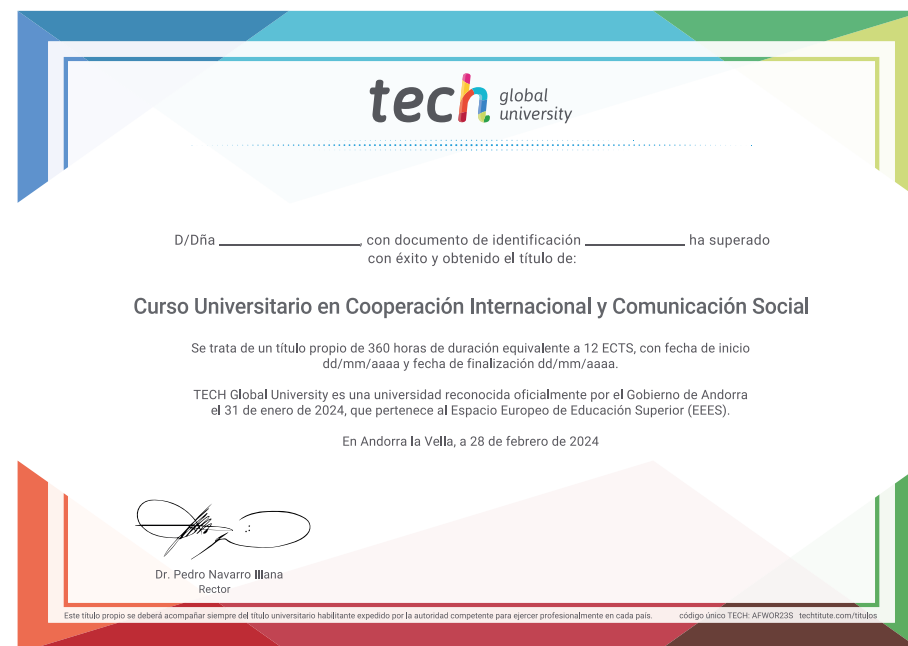 tech global university
D/Dña ____________________, con documento de identificación ______________ ha superado
con éxito y obtenido el título de:
Curso Universitario en Cooperación Internacional y Comunicación Social
Se trata de un título propio de 360 horas de duración equivalente a 12 ECTS, con fecha de inicio
dd/mm/aaaa y fecha de finalización dd/mm/aaaa.
TECH Global University es una universidad reconocida oficialmente por el Gobierno de Andorra
el 31 de enero de 2024, que pertenece al Espacio Europeo de Educación Superior (EEES).
En Andorra la Vella, a 28 de febrero de 2024
Dr. Pedro Navarro Illana
Rector
Este título propio se deberá acompañar siempre del título universitario habilitante expedido por la autoridad competente para ejercer profesionalmente en cada país. código único TECH: AFWOR23S techtitute.com/titulos